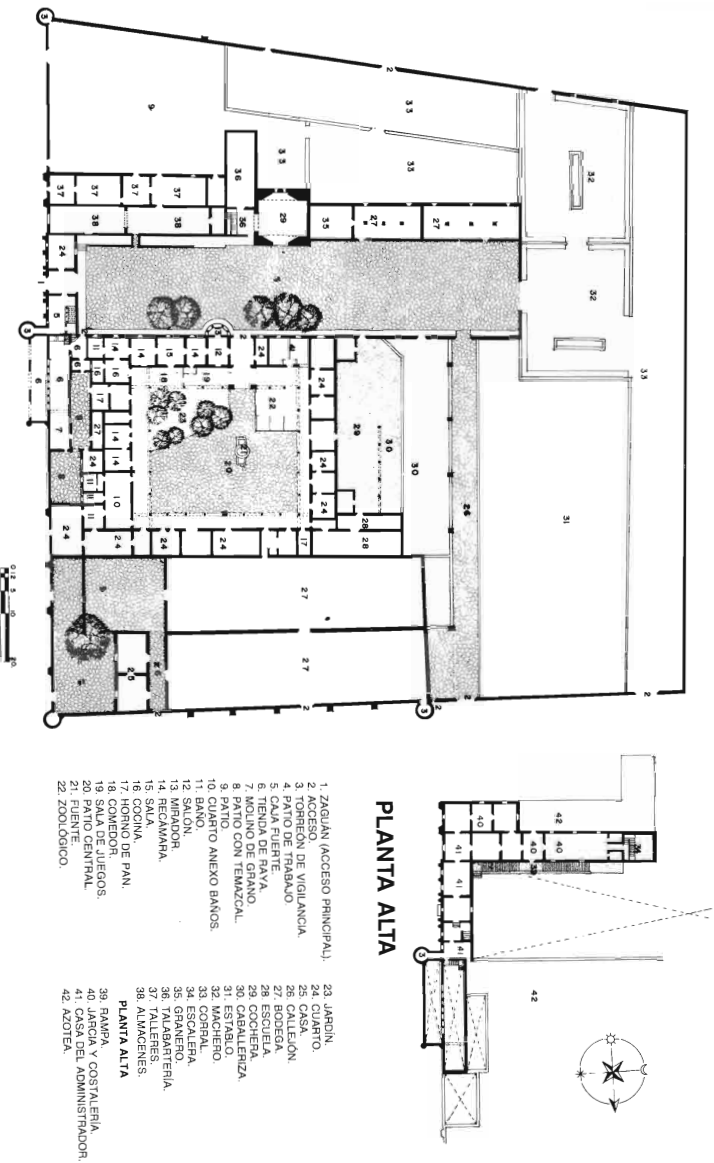 PLANTA ALTA
1. ZAGUÁN (ACCESO PRINCIPAL).
2. ACCESO.
3. TORREÓN DE VIGILANCIA.
4. PATIO DE TRABAJO
5. CAJA FUERTE.
6. TIENDA DE RAYA.
7. MOLINO DE GRANO.
8. PATIO CON TEMAZCAL.
9. PATIO
10. CUARTO ANEXO BAÑOS.
11. BAÑO.
12. SALÓN.
13. MIRADOR.
14. RECÁMARA.
15. SALA.
16. COCINA.
17. HORNO DE PAN.
18. COMEDOR.
19. SALA DE JUEGOS.
20. PATIO CENTRAL.
21. FUENTE.
22. ZOOLÓGICO.
23. JARDÍN.
24. CUARTO.
25. CASA.
26. CALLEJÓN.
27. BODEGA.
28. ESCUELA.
29. COCHERA.
30. CABALLERIZA.
31. ESTABLO.
32. MACHERO.
33. CORRAL.
34. ESCALERA.
35. GRANERO.
36. TALABARTERÍA.
37. TALLERES.
38. ALMACENES.
PLANTA ALTA
39. RAMPA.
40. JARCIA Y COSTALERÍA.
41. CASA DEL ADMINISTRADOR.
42. AZOTEA.